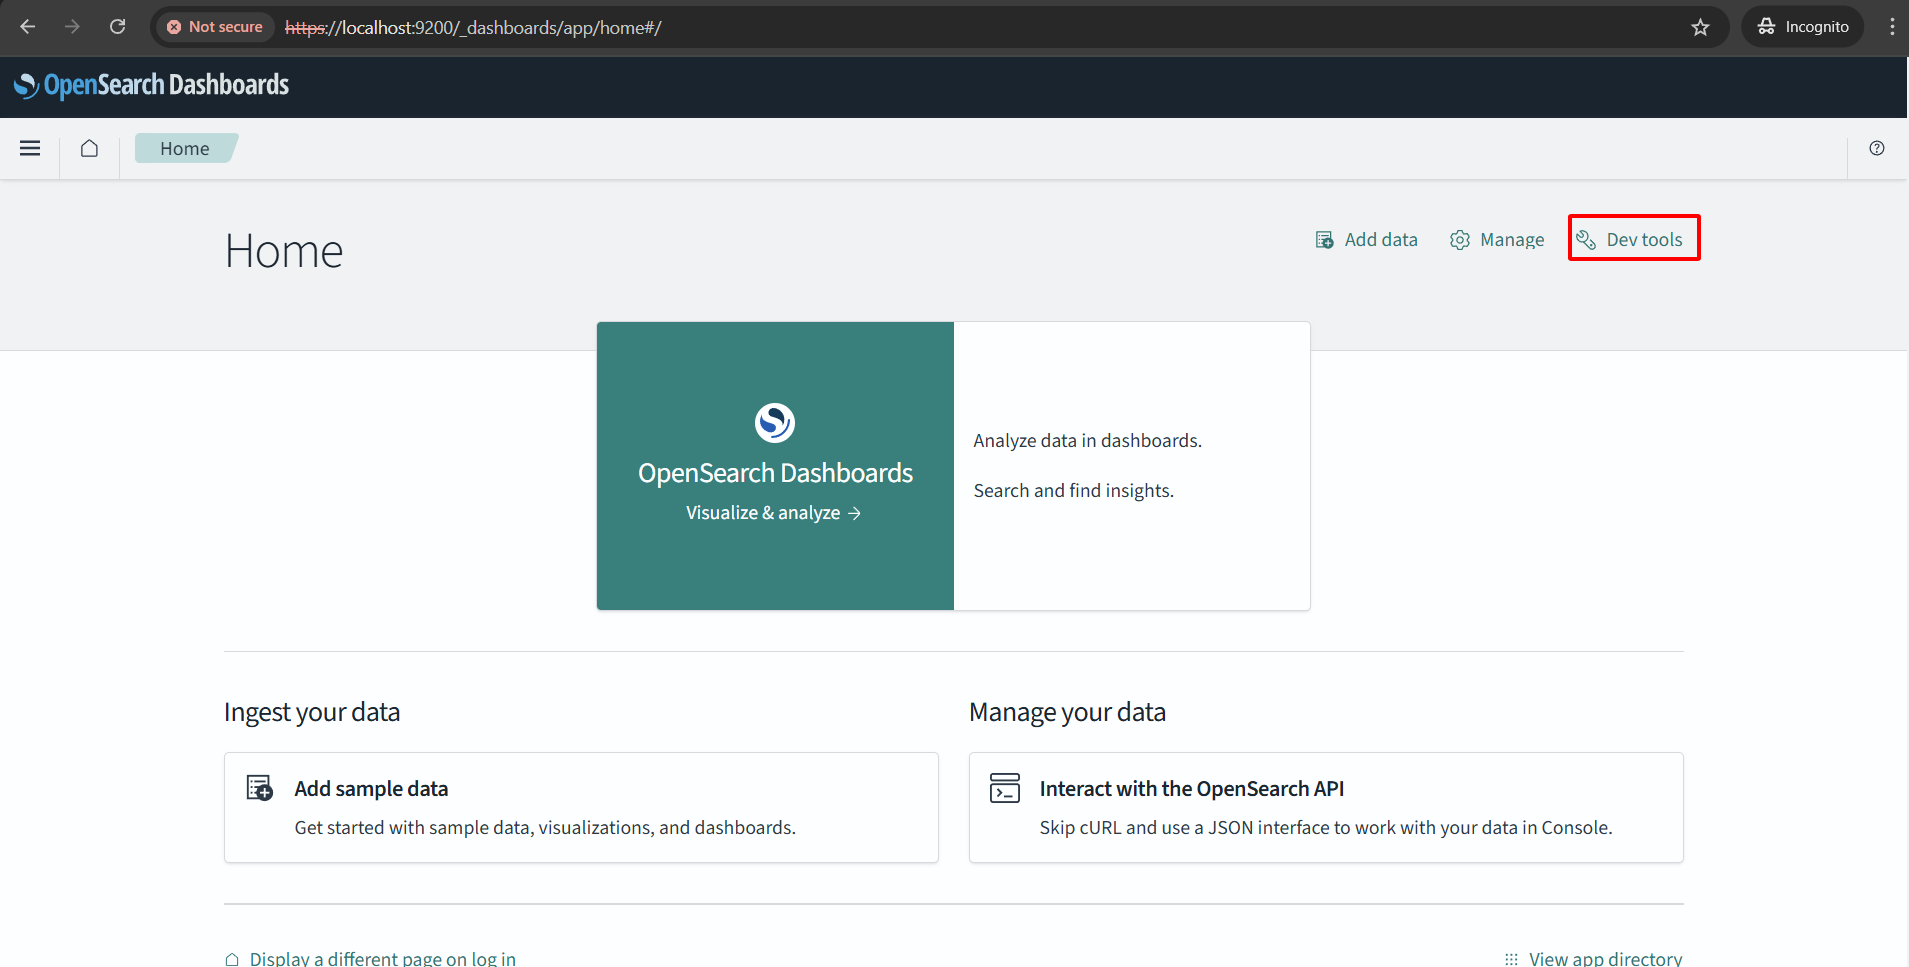 Not secure https://localhost:9200/_dashboards/app/home#/ Incognito
OpenSearch Dashboards
Home
Home
Add data Manage Dev tools
OpenSearch Dashboards
Visualize & analyze →
Analyze data in dashboards.
Search and find insights.
Ingest your data
Add sample data
Get started with sample data, visualizations, and dashboards.
Manage your data
Interact with the OpenSearch API
Skip cURL and use a JSON interface to work with your data in Console.
Display a different page on log in
View app directory